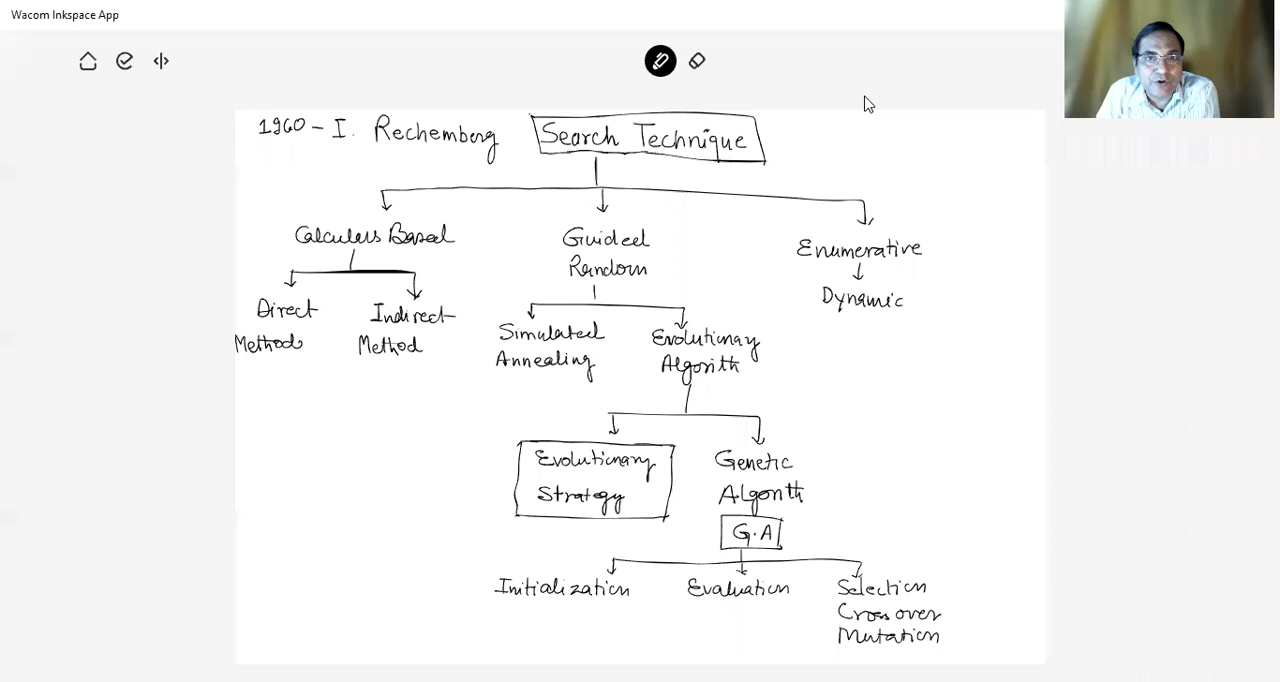 Wacom Inkspace App
1960 - I. Rechemberg
Search Technique
Calculers Based
Guided
Random
Enumerative
Dynamic
Direct
Method
Indirect
Method
Simulated
Annealing
Evolutionary
Algorith
Evolutionary
Strategy
Genetic
Algorith
G.A
Initialization
Evaluation
Selection
Cross over
Mutation